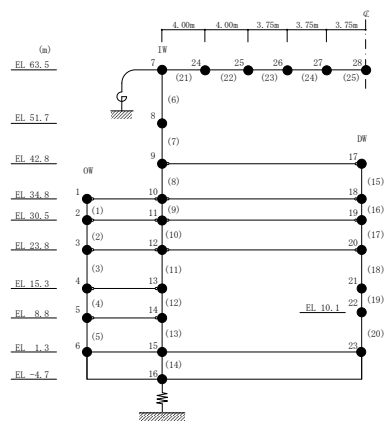 ℄
4.00m 4.00m 3.75m 3.75m 3.75m
(m) IW
7 24 25 26 27 28
EL 63.5
(21) (22) (23) (24) (25)
(6)
EL 51.7 8
(7) DW
EL 42.8 9 17
OW (8) (15)
EL 34.8 1 10 18
(1) (9) (16)
EL 30.5 2 11 19
(2) (10) (17)
EL 23.8 3 12 20
(3) (11) (18)
EL 15.3 4 13 21
(4) (12) EL 10.1 22 (19)
EL 8.8 5 14
(5) (13) (20)
EL 1.3 6 15 23
(14)
EL -4.7 16